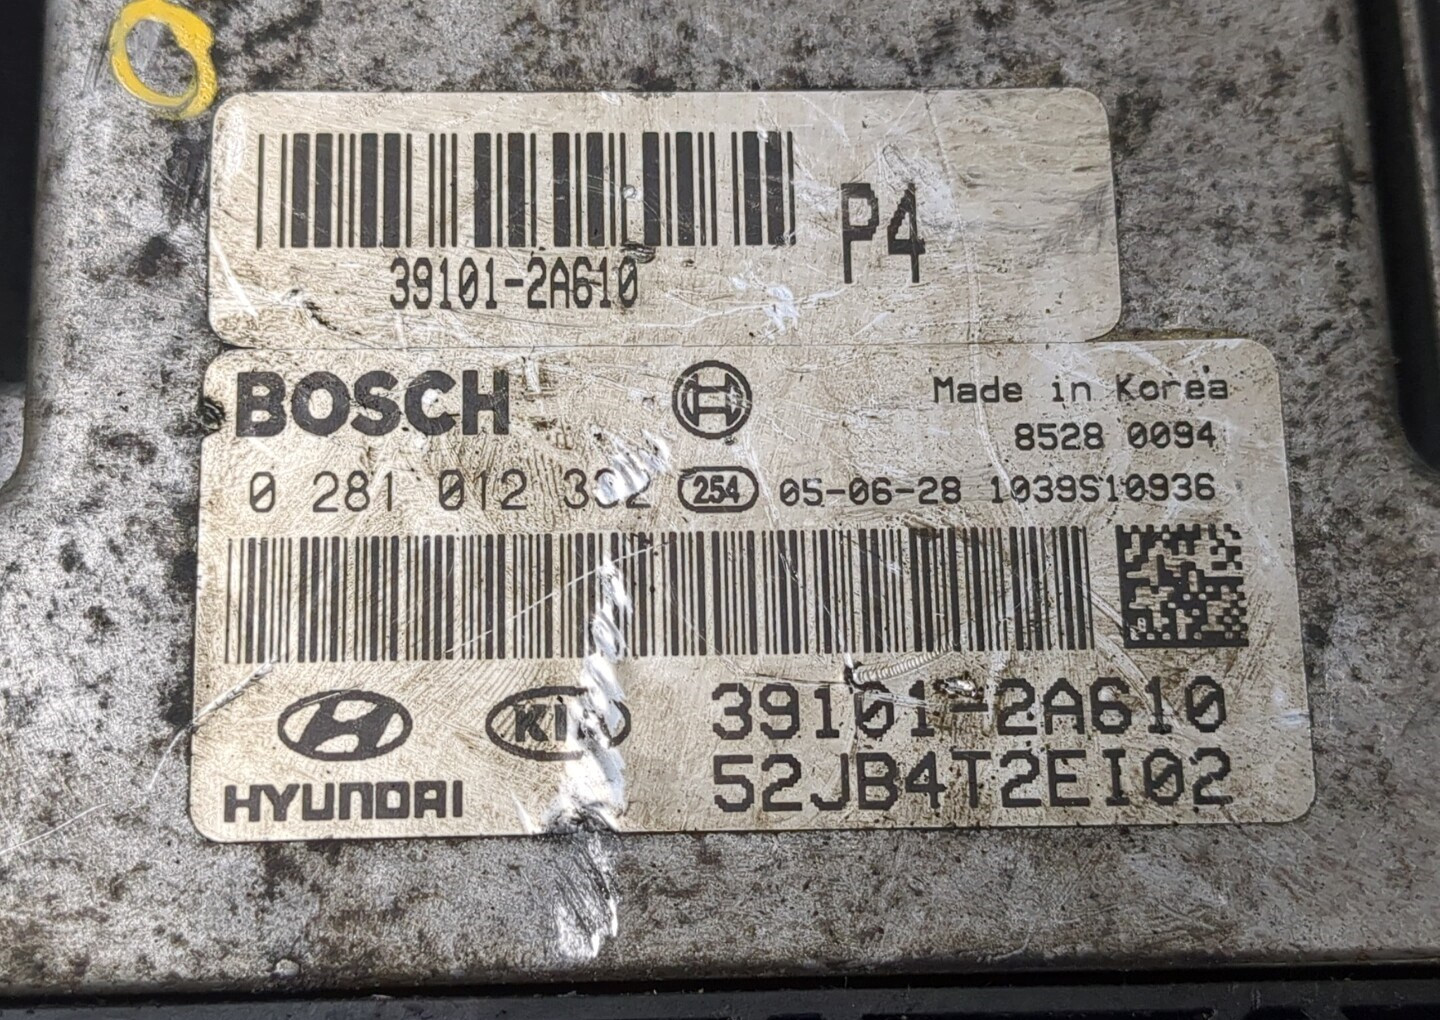 P4
39101-2A610
BOSCH
Made in Korea
8528 0094
0 281 012 254 05-06-28 1039S10936
39101-2A610
KIA
52JB4T2EI02
HYUNDAI